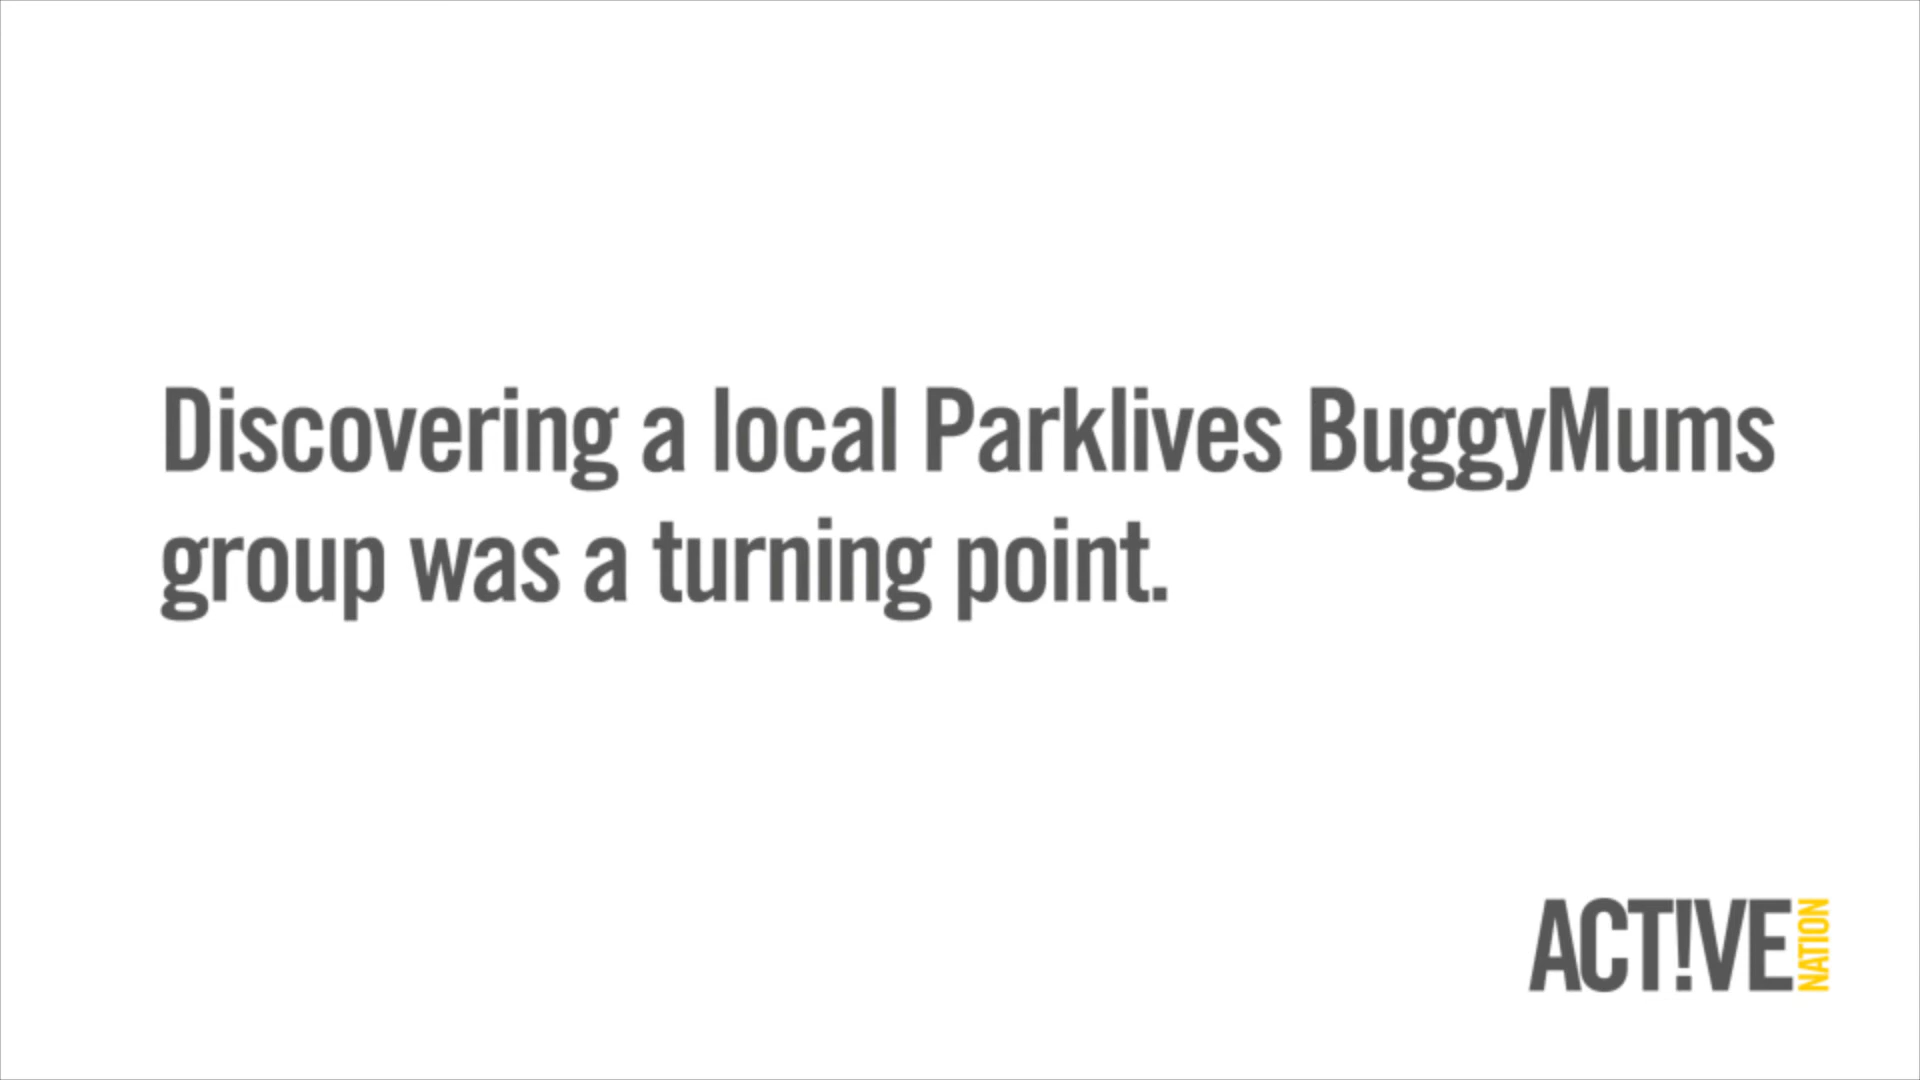 Discovering a local Parklives BuggyMums
group was a turning point.
ACT!VE
NATION